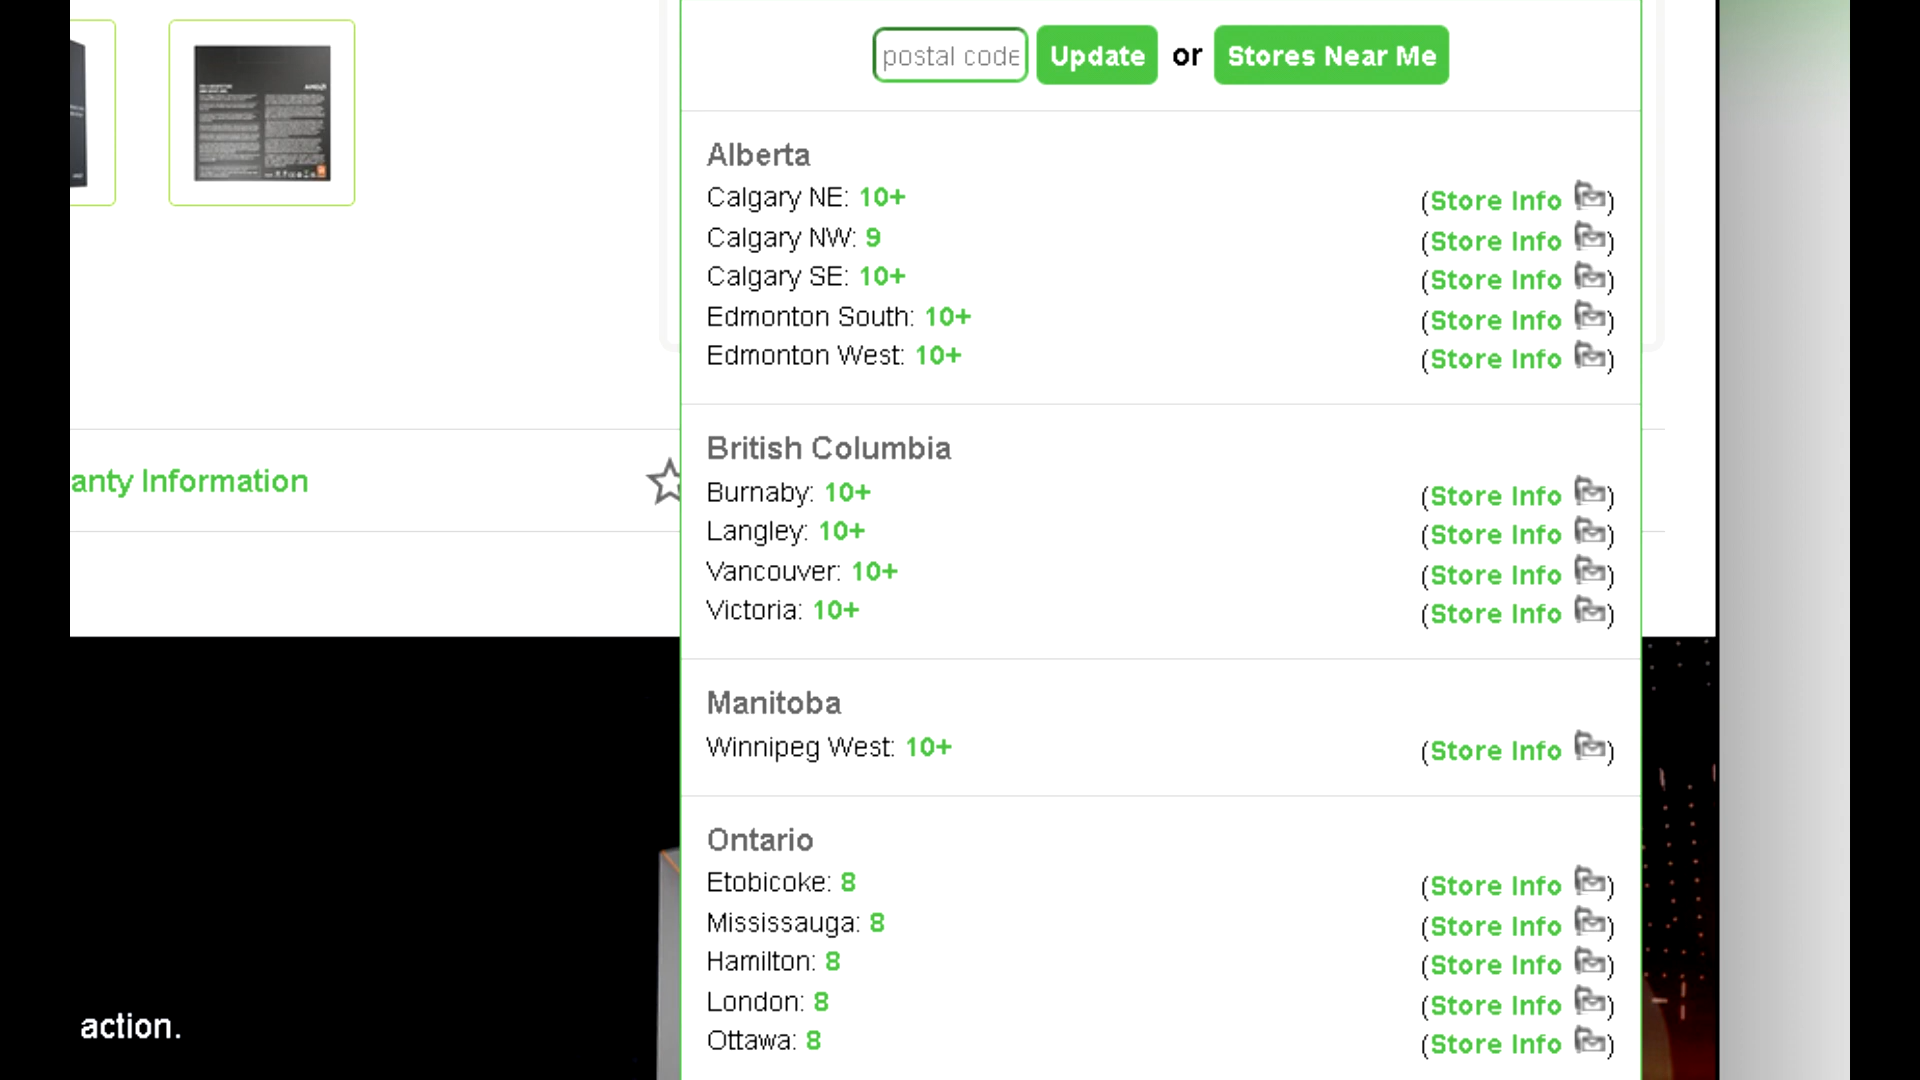 postal code Update or Stores Near Me
Alberta
Calgary NE: 10+ (Store Info)
Calgary NW: 9 (Store Info)
Calgary SE: 10+ (Store Info)
Edmonton South: 10+ (Store Info)
Edmonton West: 10+ (Store Info)
British Columbia
anty Information
Burnaby: 10+ (Store Info)
Langley: 10+ (Store Info)
Vancouver: 10+ (Store Info)
Victoria: 10+ (Store Info)
Manitoba
Winnipeg West: 10+ (Store Info)
Ontario
Etobicoke: 8 (Store Info)
Mississauga: 8 (Store Info)
Hamilton: 8 (Store Info)
London: 8 (Store Info)
Ottawa: 8 (Store Info)
action.